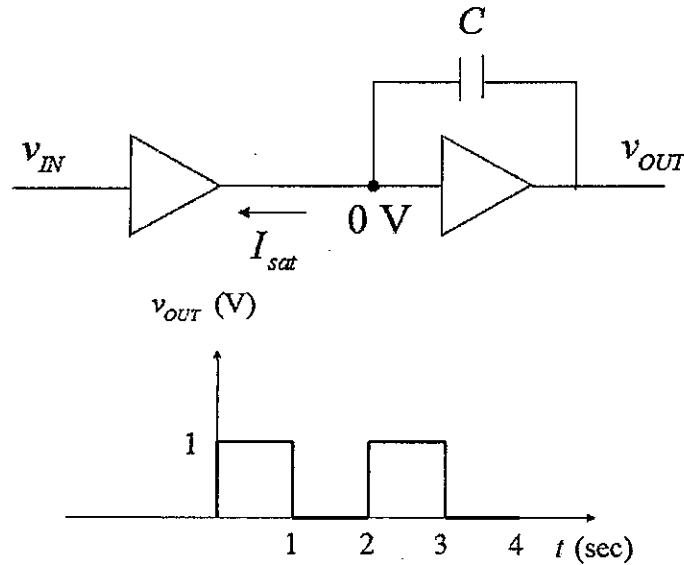 C
v_IN
v_OUT
0 V
I_sat
v_OUT (V)
1
1 2 3 4 t (sec)